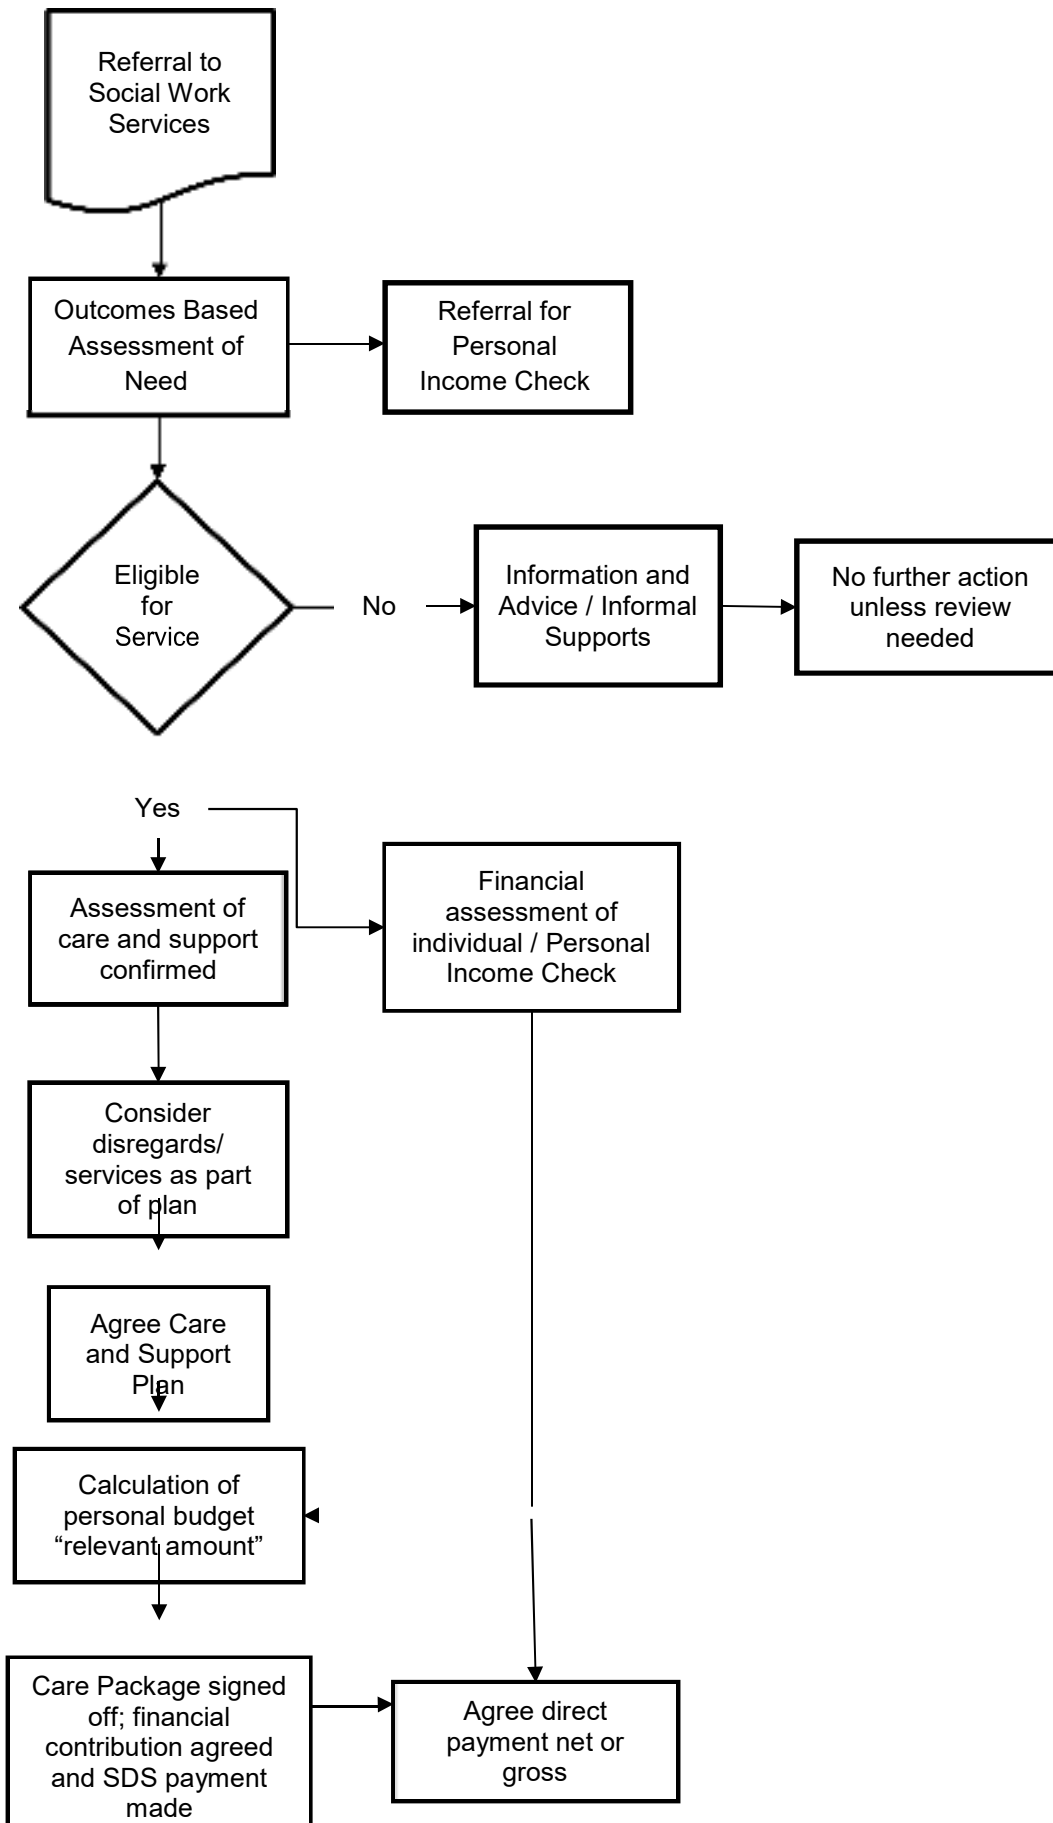 Referral to
Social Work
Services
Outcomes Based
Assessment of
Need
Referral for
Personal
Income Check
Eligible
for
Service
No
Information and
Advice / Informal
Supports
No further action
unless review
needed
Yes
Assessment of
care and support
confirmed
Financial
assessment of
individual / Personal
Income Check
Consider
disregards/
services as part
of plan
Agree Care
and Support
Plan
Calculation of
personal budget
“relevant amount”
Care Package signed
off; financial
contribution agreed
and SDS payment
made
Agree direct
payment net or
gross